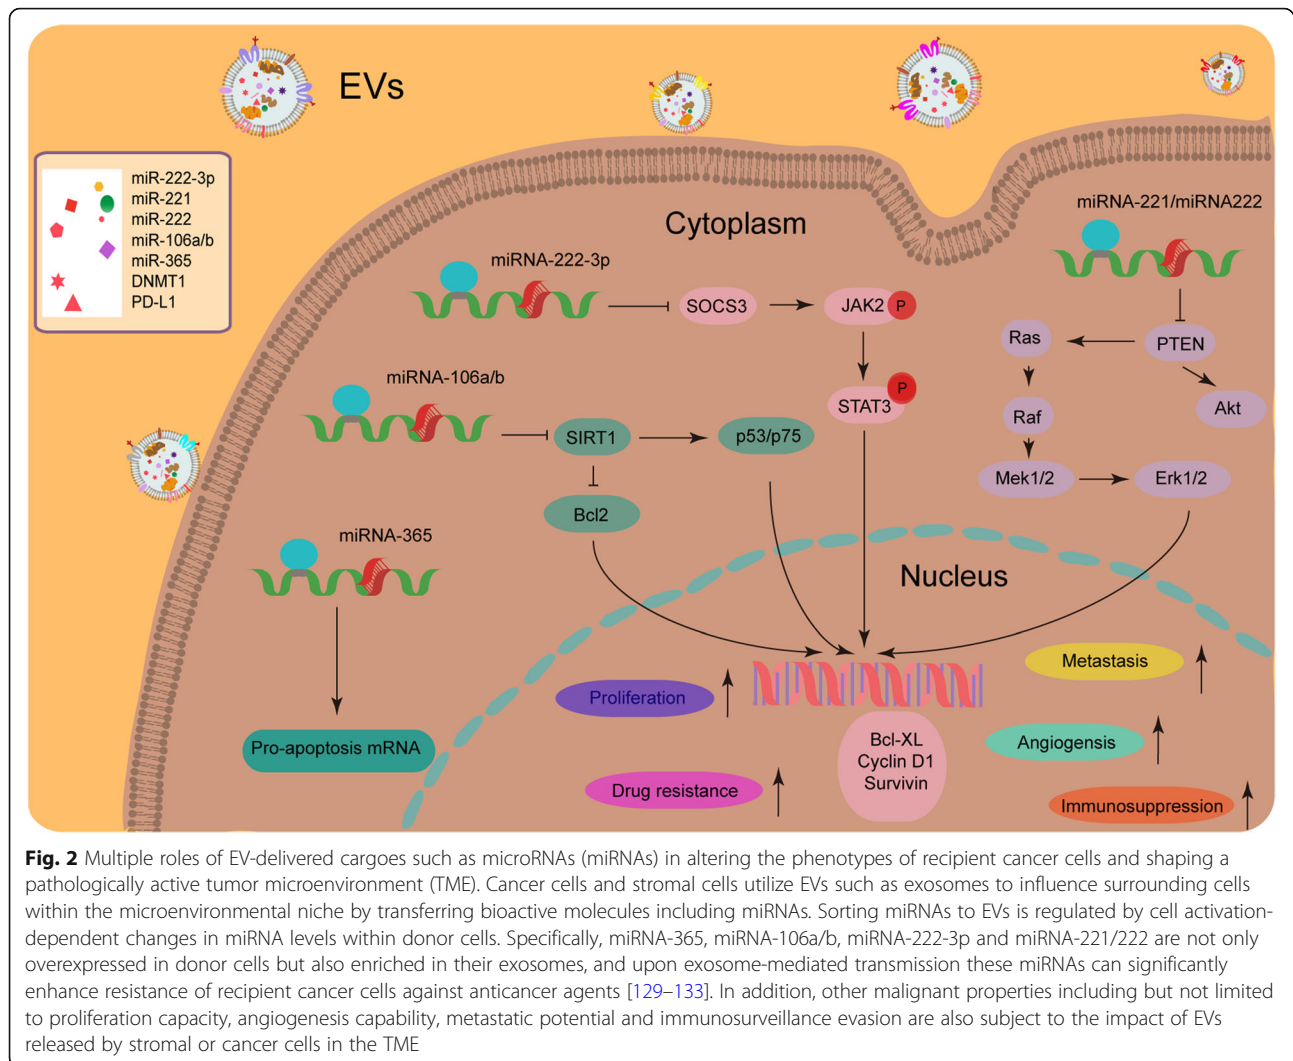 EVs
miR-222-3p
miR-221
miR-222
miR-106a/b
miR-365
DNMT1
PD-L1
Cytoplasm
miRNA-221/miRNA222
miRNA-222-3p
SOCS3
JAK2
P
Ras
PTEN
miRNA-106a/b
P
STAT3
Raf
Akt
SIRT1
p53/p75
Mek1/2
Erk1/2
Bcl2
miRNA-365
Nucleus
Metastasis
Proliferation
Pro-apoptosis mRNA
Bcl-XL
Cyclin D1
Survivin
Angiogensis
Drug resistance
Immunosuppression
Fig. 2 Multiple roles of EV-delivered cargoes such as microRNAs (miRNAs) in altering the phenotypes of recipient cancer cells and shaping a
pathologically active tumor microenvironment (TME). Cancer cells and stromal cells utilize EVs such as exosomes to influence surrounding cells
within the microenvironmental niche by transferring bioactive molecules including miRNAs. Sorting miRNAs to EVs is regulated by cell activation-
dependent changes in miRNA levels within donor cells. Specifically, miRNA-365, miRNA-106a/b, miRNA-222-3p and miRNA-221/222 are not only
overexpressed in donor cells but also enriched in their exosomes, and upon exosome-mediated transmission these miRNAs can significantly
enhance resistance of recipient cancer cells against anticancer agents [129–133]. In addition, other malignant properties including but not limited
to proliferation capacity, angiogenesis capability, metastatic potential and immunosurveillance evasion are also subject to the impact of EVs
released by stromal or cancer cells in the TME